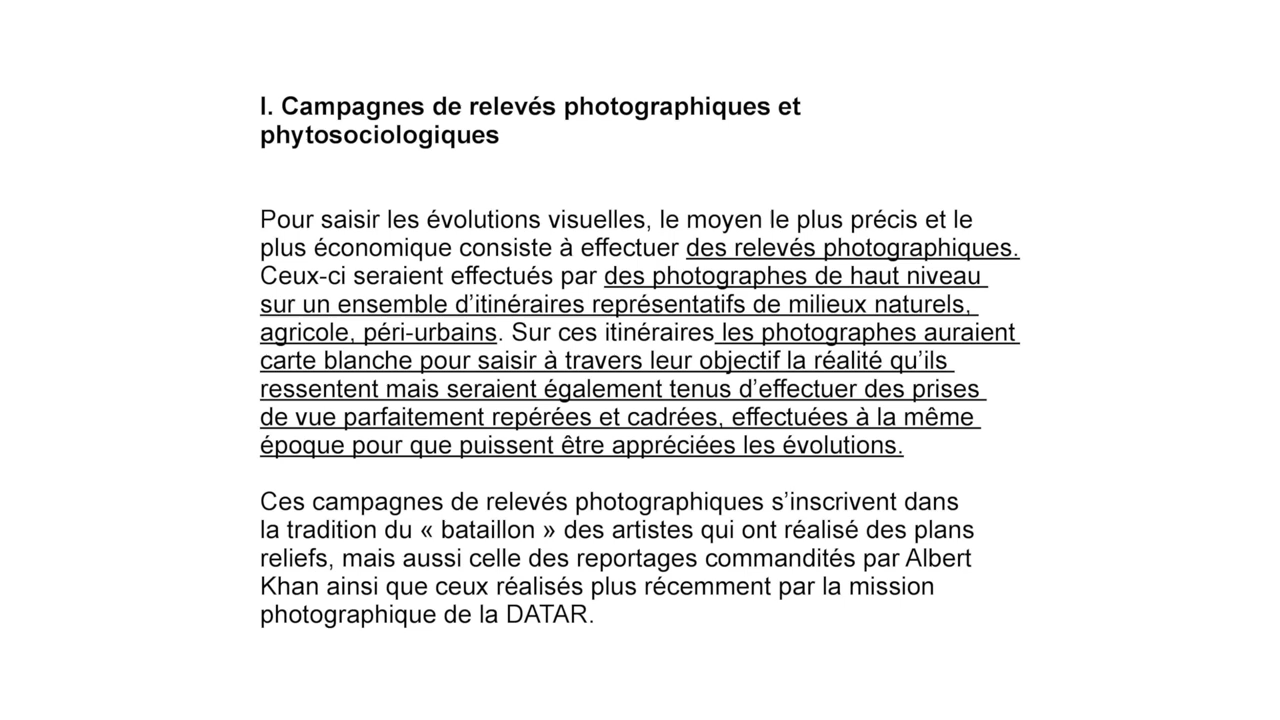 I. Campagnes de relevés photographiques et
phytosociologiques
Pour saisir les évolutions visuelles, le moyen le plus précis et le
plus économique consiste à effectuer des relevés photographiques.
Ceux-ci seraient effectués par des photographes de haut niveau
sur un ensemble d’itinéraires représentatifs de milieux naturels,
agricole, péri-urbains. Sur ces itinéraires les photographes auraient
carte blanche pour saisir à travers leur objectif la réalité qu’ils
ressentent mais seraient également tenus d’effectuer des prises
de vue parfaitement repérées et cadrées, effectuées à la même
époque pour que puissent être appréciées les évolutions.
Ces campagnes de relevés photographiques s’inscrivent dans
la tradition du « bataillon » des artistes qui ont réalisé des plans
reliefs, mais aussi celle des reportages commandités par Albert
Khan ainsi que ceux réalisés plus récemment par la mission
photographique de la DATAR.